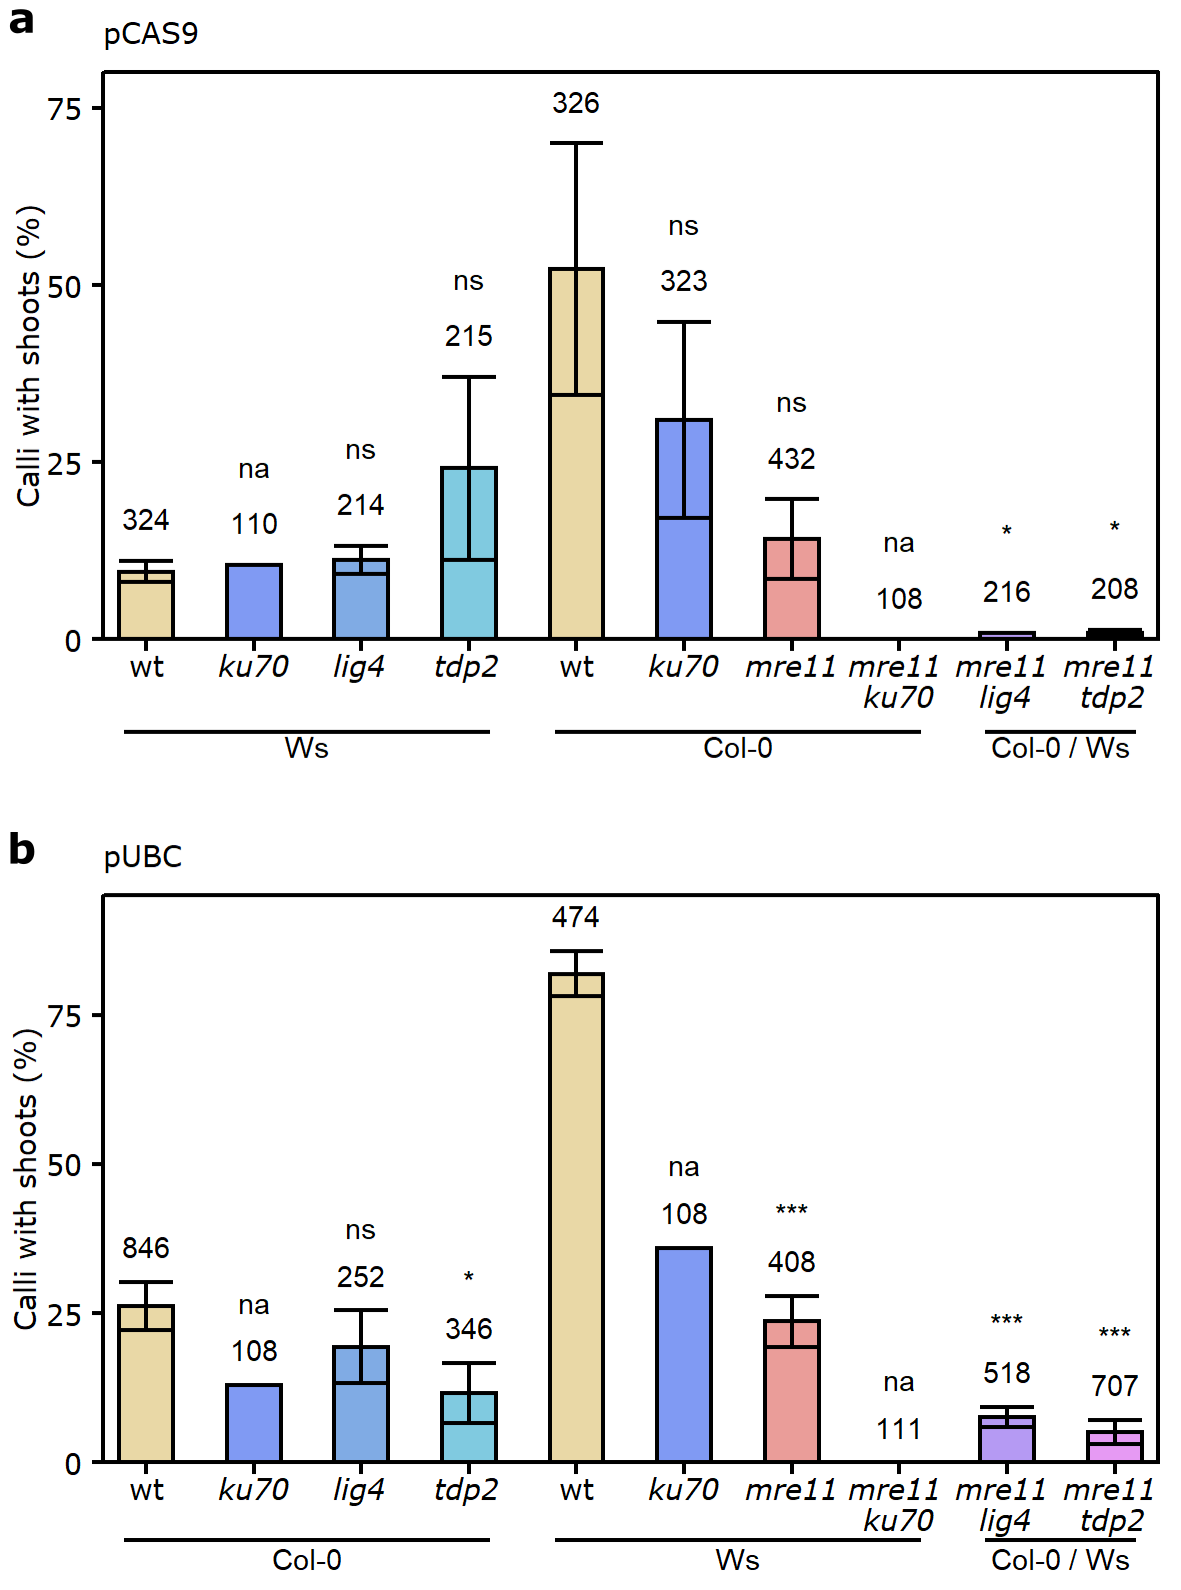 a
pCAS9
Calli with shoots (%)
75
50
25
0
326
ns
323
ns
215
ns
432
ns
214
na
110
324
na
108
*
216
*
208
wt ku70 lig4 tdp2 wt ku70 mre11 mre11 mre11 mre11
ku70 lig4 tdp2
Ws Col-0 Col-0 / Ws
b
pUBC
Calli with shoots (%)
75
50
25
0
474
na
108
***
408
846
na
108
ns
252
*
346
na
111
***
518
***
707
wt ku70 lig4 tdp2 wt ku70 mre11 mre11 mre11 mre11
ku70 lig4 tdp2
Col-0 Ws Col-0 / Ws